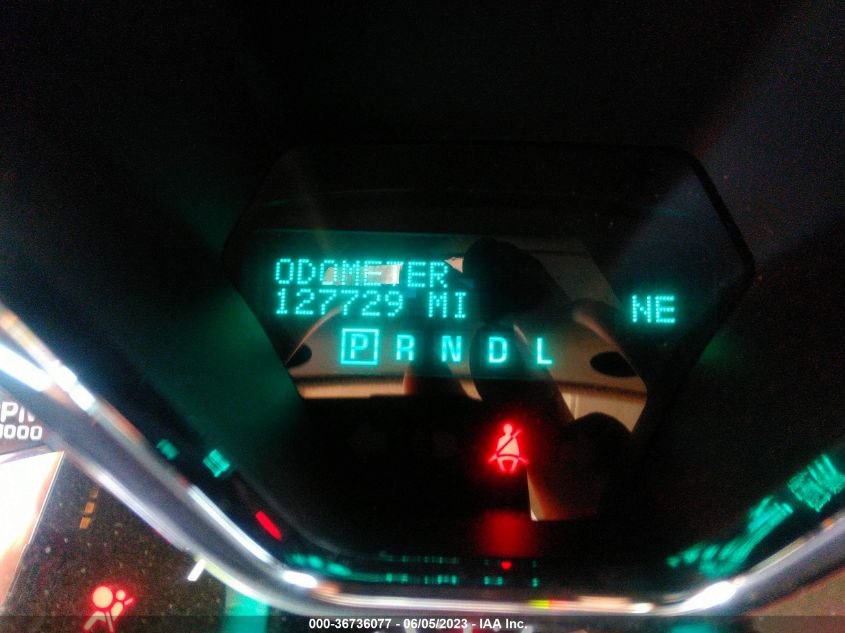 ODOMETER
127729 MI
NE
P R N D L
000-36736077 - 06/05/2023 - IAA Inc.